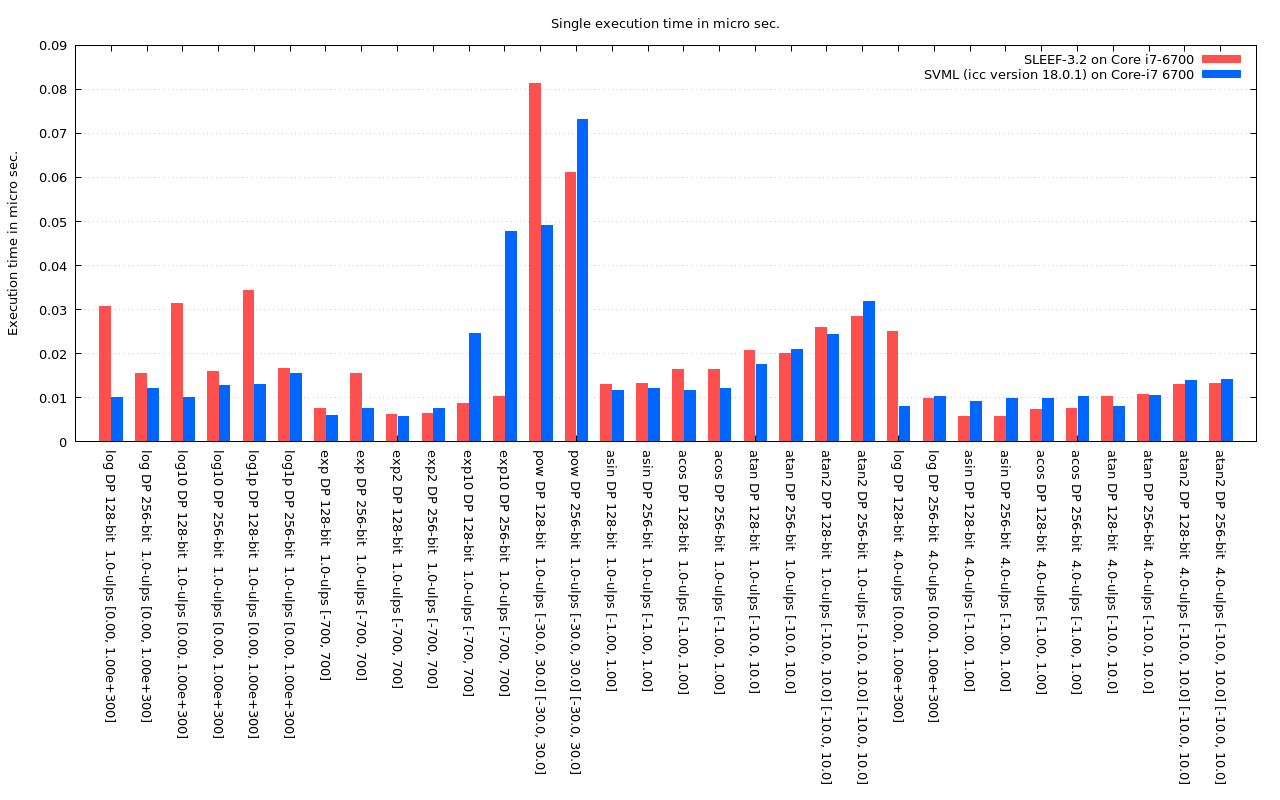 Single execution time in micro sec.
Execution time in micro sec.
0.09
0.08
0.07
0.06
0.05
0.04
0.03
0.02
0.01
0
SLEEF-3.2 on Core i7-6700
SVML (icc version 18.0.1) on Core-i7 6700
log DP 128-bit 1.0-ulps [0.00, 1.00e+300]
log DP 256-bit 1.0-ulps [0.00, 1.00e+300]
log10 DP 128-bit 1.0-ulps [0.00, 1.00e+300]
log10 DP 256-bit 1.0-ulps [0.00, 1.00e+300]
log1p DP 128-bit 1.0-ulps [0.00, 1.00e+300]
log1p DP 256-bit 1.0-ulps [0.00, 1.00e+300]
exp DP 128-bit 1.0-ulps [-700, 700]
exp DP 256-bit 1.0-ulps [-700, 700]
exp2 DP 128-bit 1.0-ulps [-700, 700]
exp2 DP 256-bit 1.0-ulps [-700, 700]
exp10 DP 128-bit 1.0-ulps [-700, 700]
exp10 DP 256-bit 1.0-ulps [-700, 700]
pow DP 128-bit 1.0-ulps [-30.0, 30.0] [-30.0, 30.0]
pow DP 256-bit 1.0-ulps [-30.0, 30.0] [-30.0, 30.0]
asin DP 128-bit 1.0-ulps [-1.00, 1.00]
asin DP 256-bit 1.0-ulps [-1.00, 1.00]
acos DP 128-bit 1.0-ulps [-1.00, 1.00]
acos DP 256-bit 1.0-ulps [-1.00, 1.00]
atan DP 128-bit 1.0-ulps [-10.0, 10.0]
atan DP 256-bit 1.0-ulps [-10.0, 10.0]
atan2 DP 128-bit 1.0-ulps [-10.0, 10.0] [-10.0, 10.0]
atan2 DP 256-bit 1.0-ulps [-10.0, 10.0] [-10.0, 10.0]
log DP 128-bit 4.0-ulps [0.00, 1.00e+300]
log DP 256-bit 4.0-ulps [0.00, 1.00e+300]
asin DP 128-bit 4.0-ulps [-1.00, 1.00]
asin DP 256-bit 4.0-ulps [-1.00, 1.00]
acos DP 128-bit 4.0-ulps [-1.00, 1.00]
acos DP 256-bit 4.0-ulps [-1.00, 1.00]
atan DP 128-bit 4.0-ulps [-10.0, 10.0]
atan DP 256-bit 4.0-ulps [-10.0, 10.0]
atan2 DP 128-bit 4.0-ulps [-10.0, 10.0] [-10.0, 10.0]
atan2 DP 256-bit 4.0-ulps [-10.0, 10.0] [-10.0, 10.0]